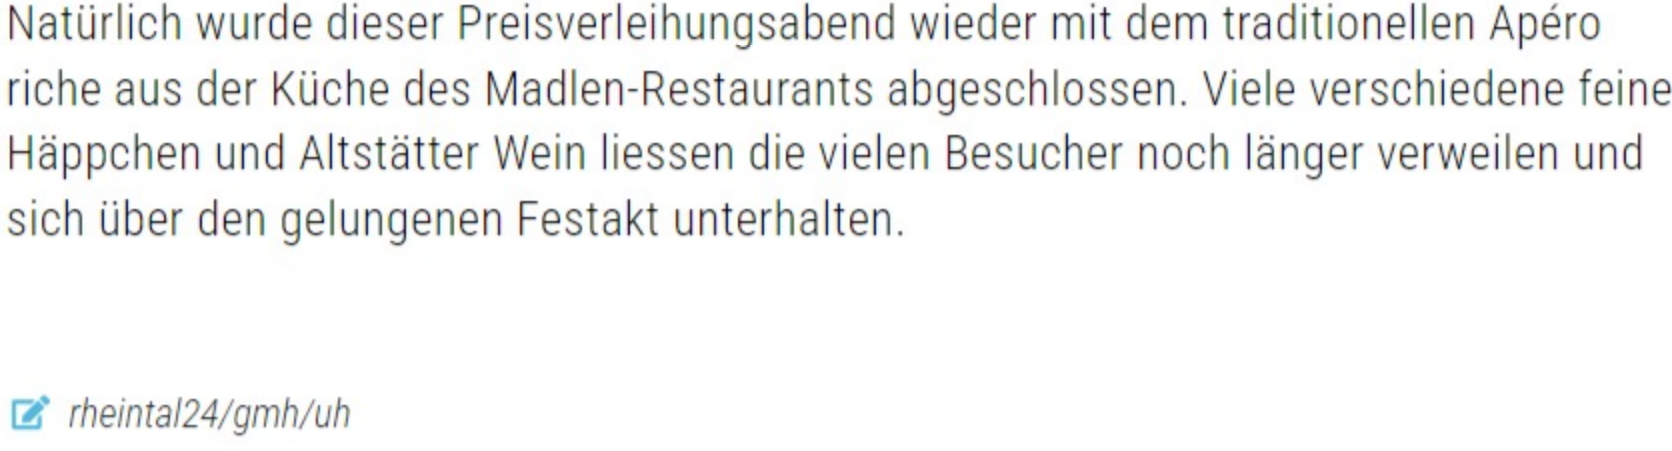 Natürlich wurde dieser Preisverleihungsabend wieder mit dem traditionellen Apéro
riche aus der Küche des Madlen-Restaurants abgeschlossen. Viele verschiedene feine
Häppchen und Altstätter Wein liessen die vielen Besucher noch länger verweilen und
sich über den gelungenen Festakt unterhalten.
rheintal24/gmh/uh